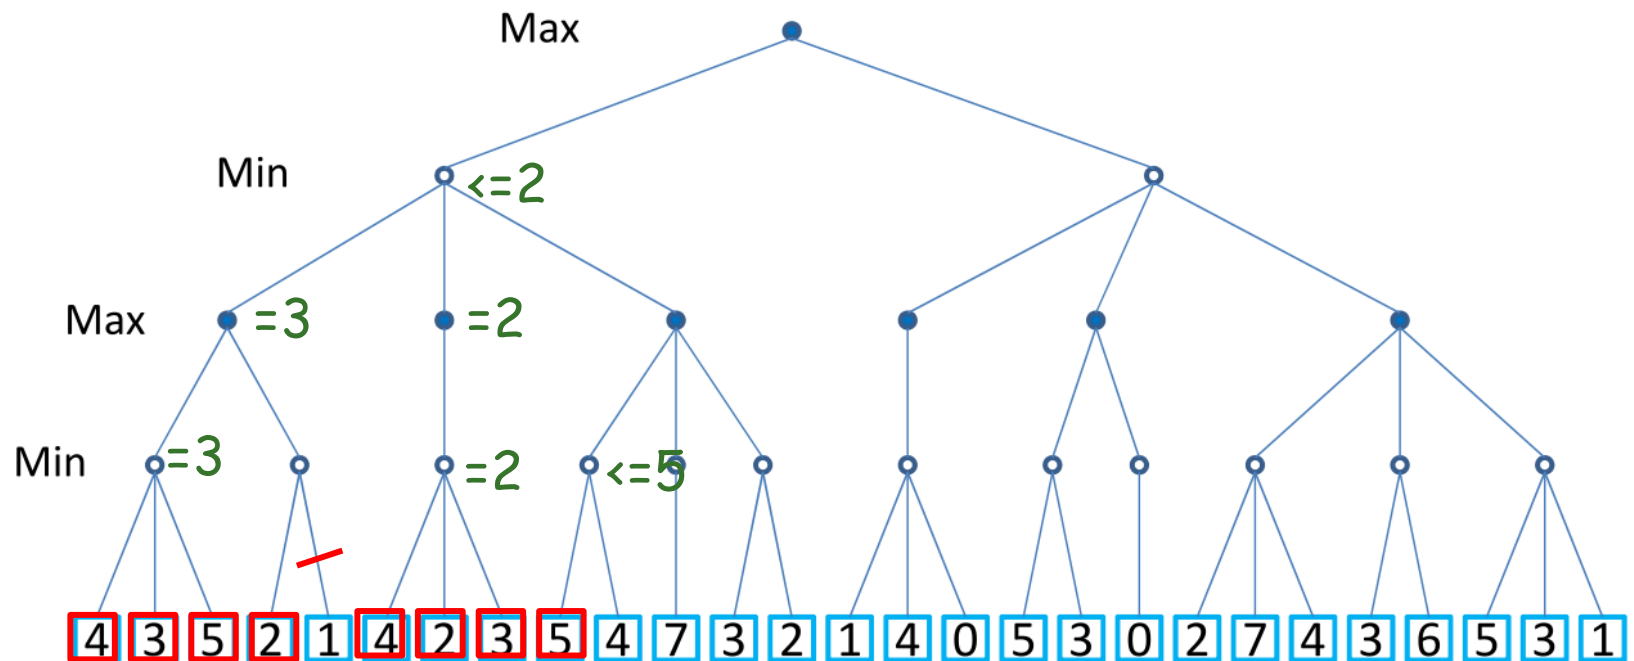 Max
Min <=2
Max =3 =2
Min =3 =2 <=5
4 3 5 2 1 4 2 3 5 4 7 3 2 1 4 0 5 3 0 2 7 4 3 6 5 3 1